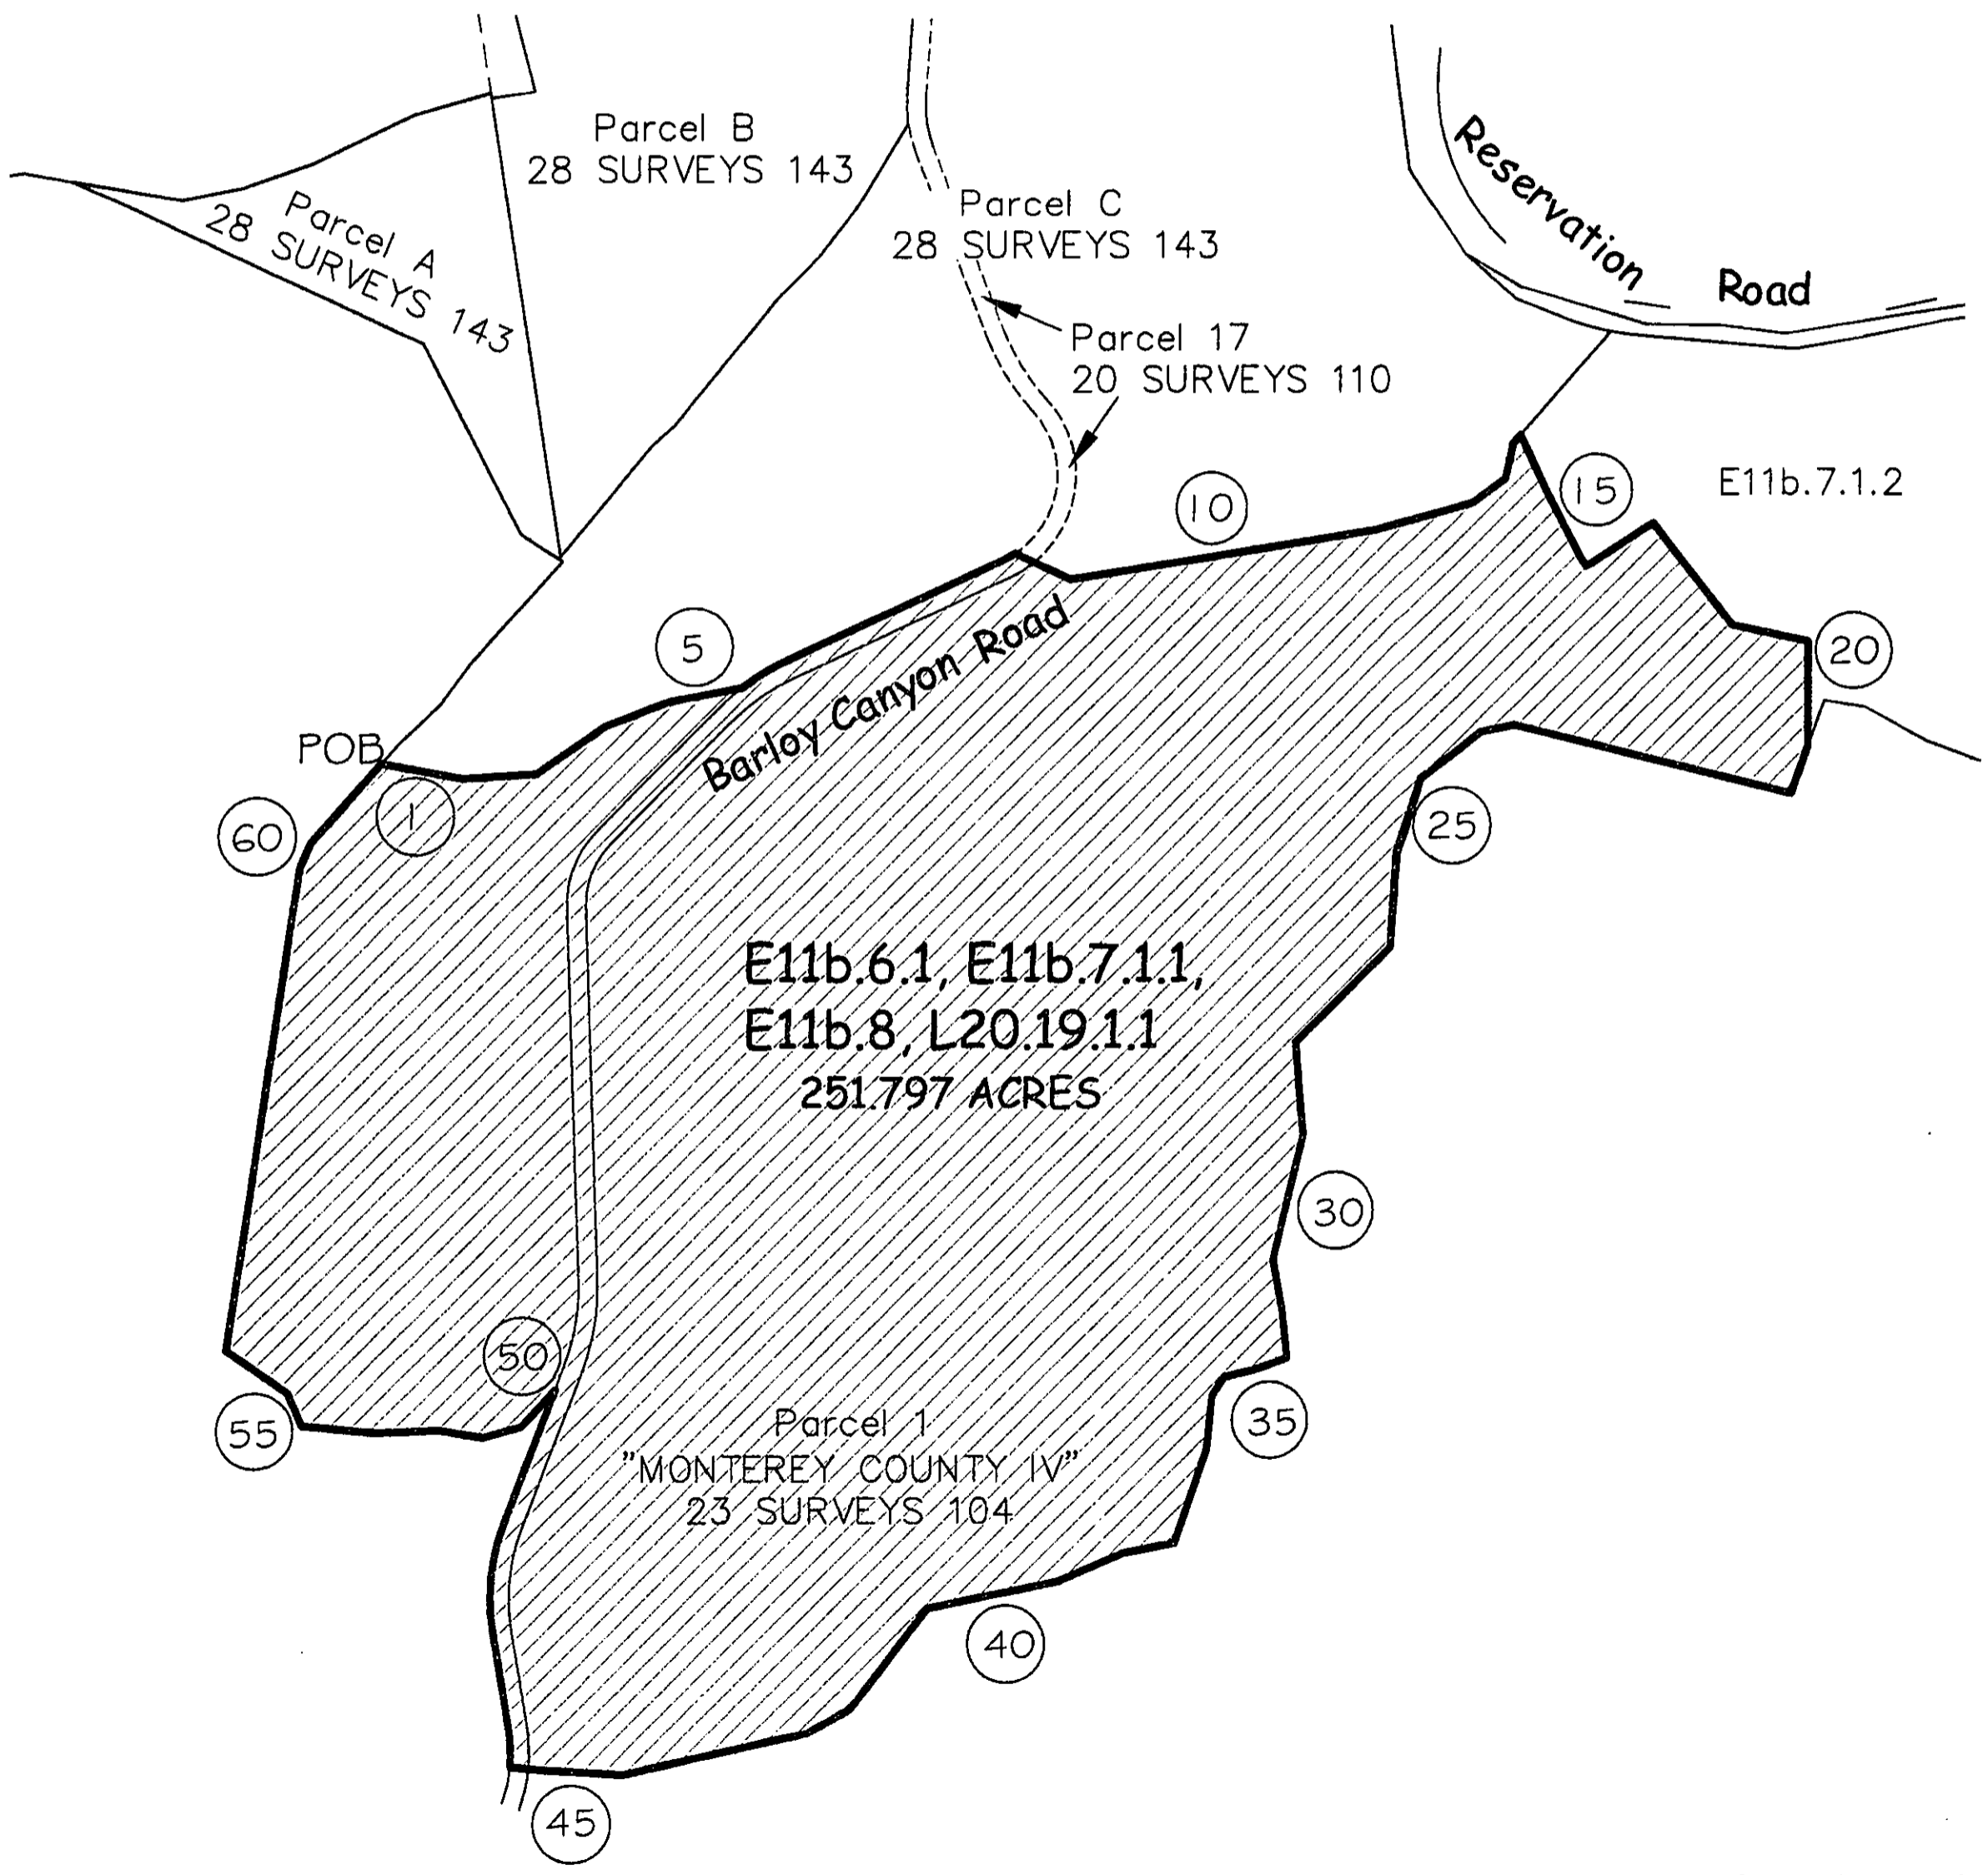 Parcel B
28 SURVEYS 143
Parcel A
28 SURVEYS 143
Parcel C
28 SURVEYS 143
Reservation Road
Parcel 17
20 SURVEYS 110
E11b.7.1.2
15
10
20
5
Barloy Canyon Road
POB
1
60
25
E11b.6.1, E11b.7.1.1,
E11b.8, L20.19.1.1
251.797 ACRES
30
50
55
35
Parcel 1
"MONTEREY COUNTY IV"
23 SURVEYS 104
40
45